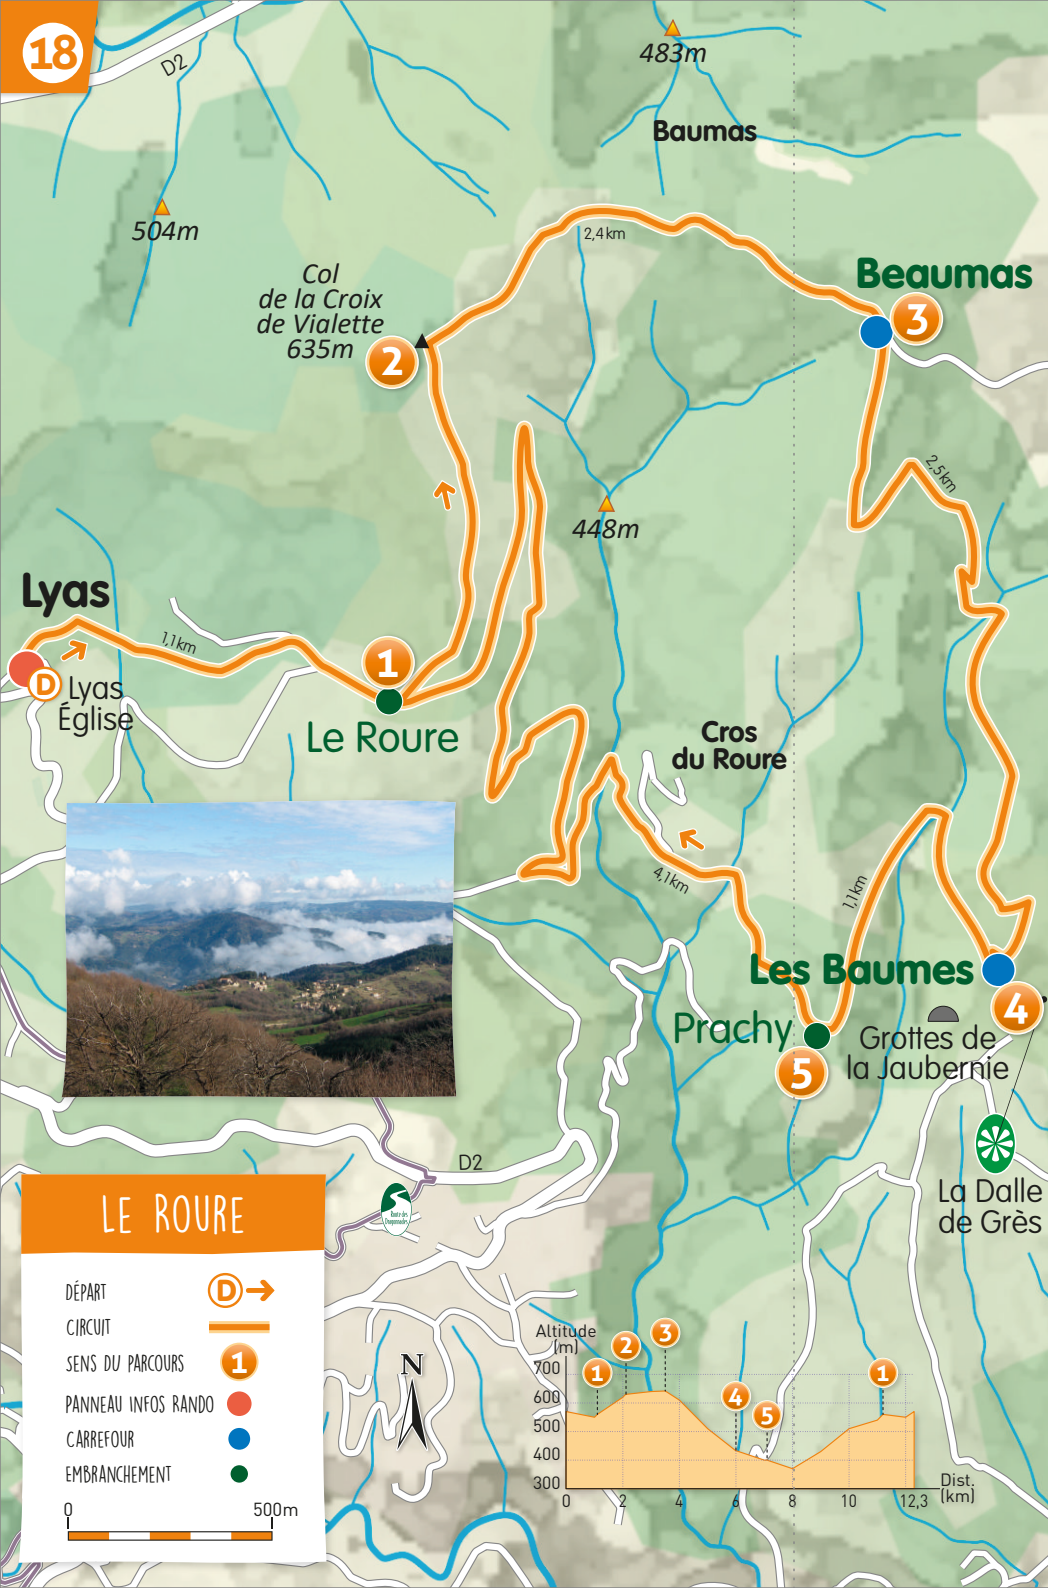 18
D2
483m
Baumas
504m
2,4km
Col
de la Croix
de Vialette
635m
2
Beaumas
3
2,5km
448m
Lyas
1,1km
1
D
Lyas
Église
Le Roure
Cros
du Roure
4,1km
1,1km
Les Baumes
4
Prachy
5
Grottes de
la Jaubernie
D2
La Dalle
de Grès
Route des
Dragonnades
LE ROURE
DÉPART
D
CIRCUIT
SENS DU PARCOURS
1
PANNEAU INFOS RANDO
CARREFOUR
EMBRANCHEMENT
0
500m
N
Altitude
(m)
700
600
500
400
300
1
2
3
4
5
1
0
2
4
6
8
10
12,3
Dist.
(km)